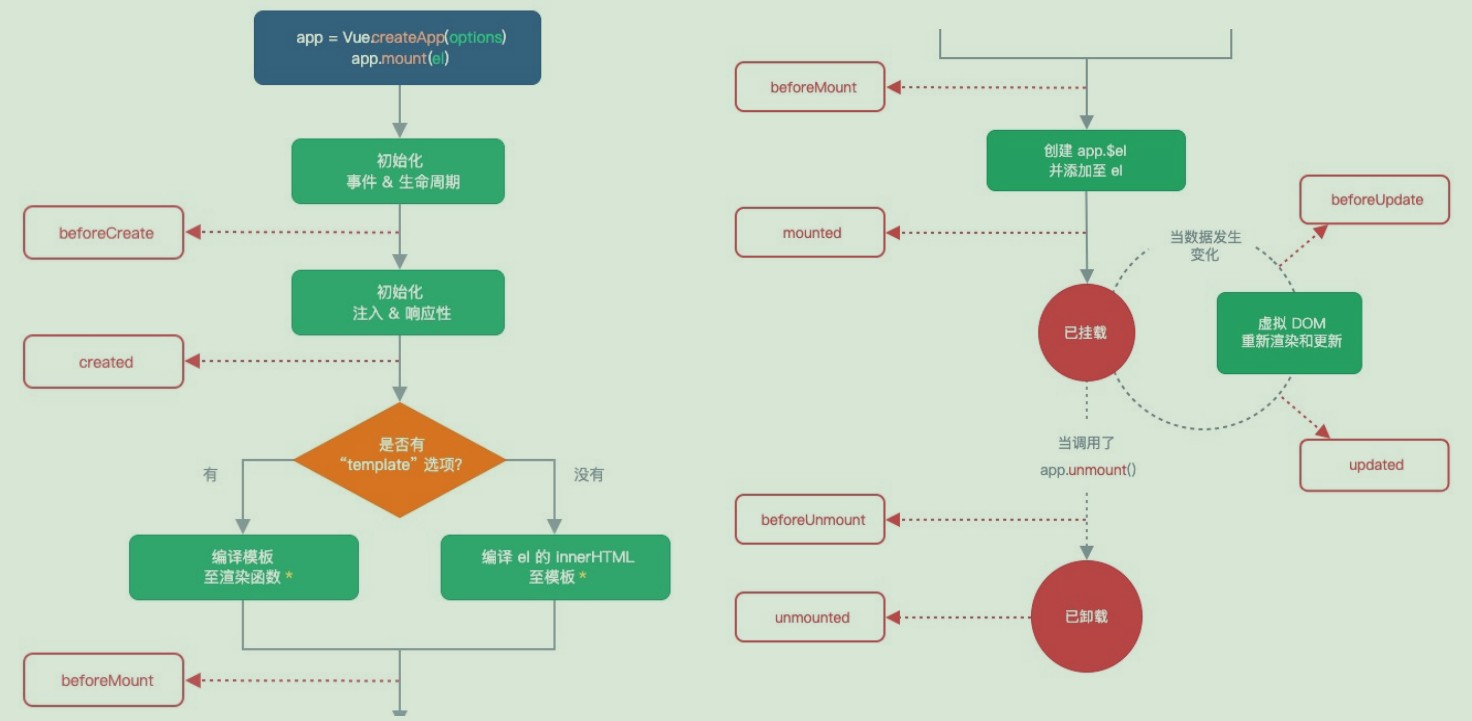 app = Vue.createApp(options)
app.mount(el)
初始化
事件 & 生命周期
beforeCreate
初始化
注入 & 响应性
created
是否有
“template”选项?
有
没有
编译模板
至渲染函数 *
编译 el 的 innerHTML
至模板 *
beforeMount
beforeMount
创建 app.$el
并添加至 el
mounted
beforeUpdate
当数据发生
变化
已挂载
虚拟 DOM
重新渲染和更新
updated
当调用了
app.unmount()
beforeUnmount
已卸载
unmounted